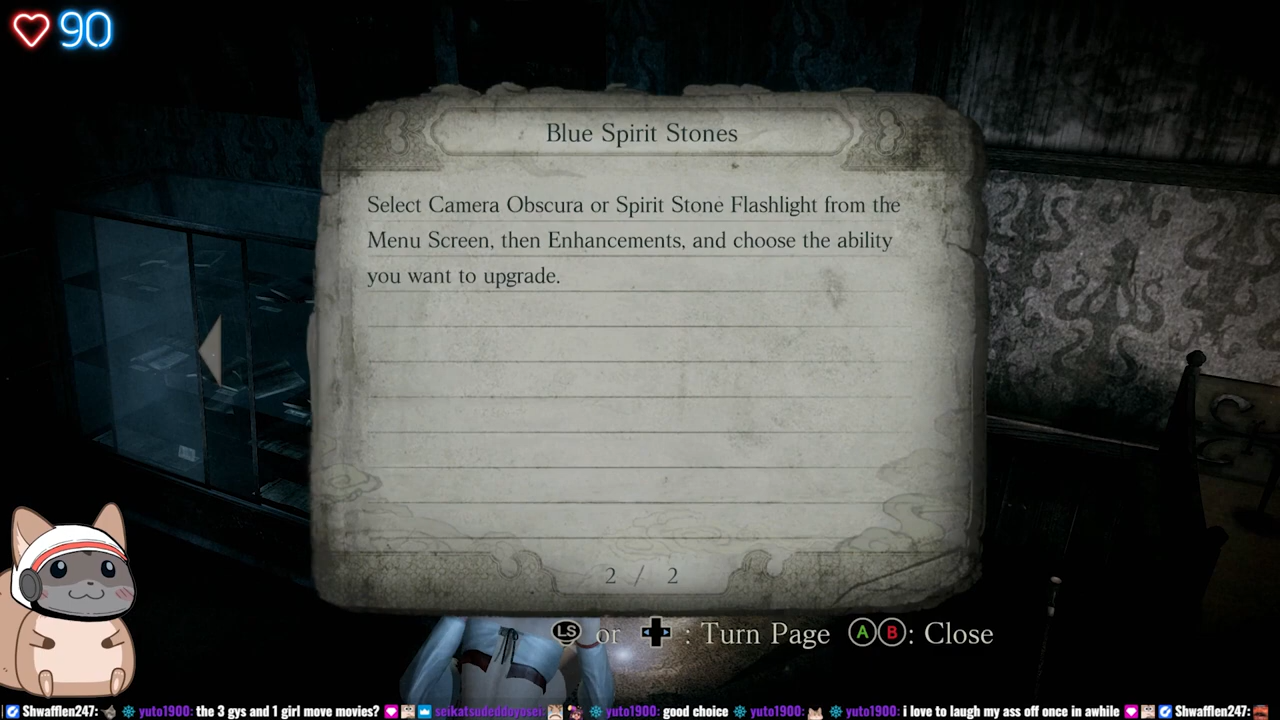 90
Blue Spirit Stones
Select Camera Obscura or Spirit Stone Flashlight from the
Menu Screen, then Enhancements, and choose the ability
you want to upgrade.
2 / 2
LS or : Turn Page A B : Close
Shwafflen247: yuto1900: the 3 gys and 1 girl move movies? seikatsudeddoyosei: yuto1900: good choice yuto1900: yuto1900: i love to laugh my ass off once in awhile Shwafflen247: